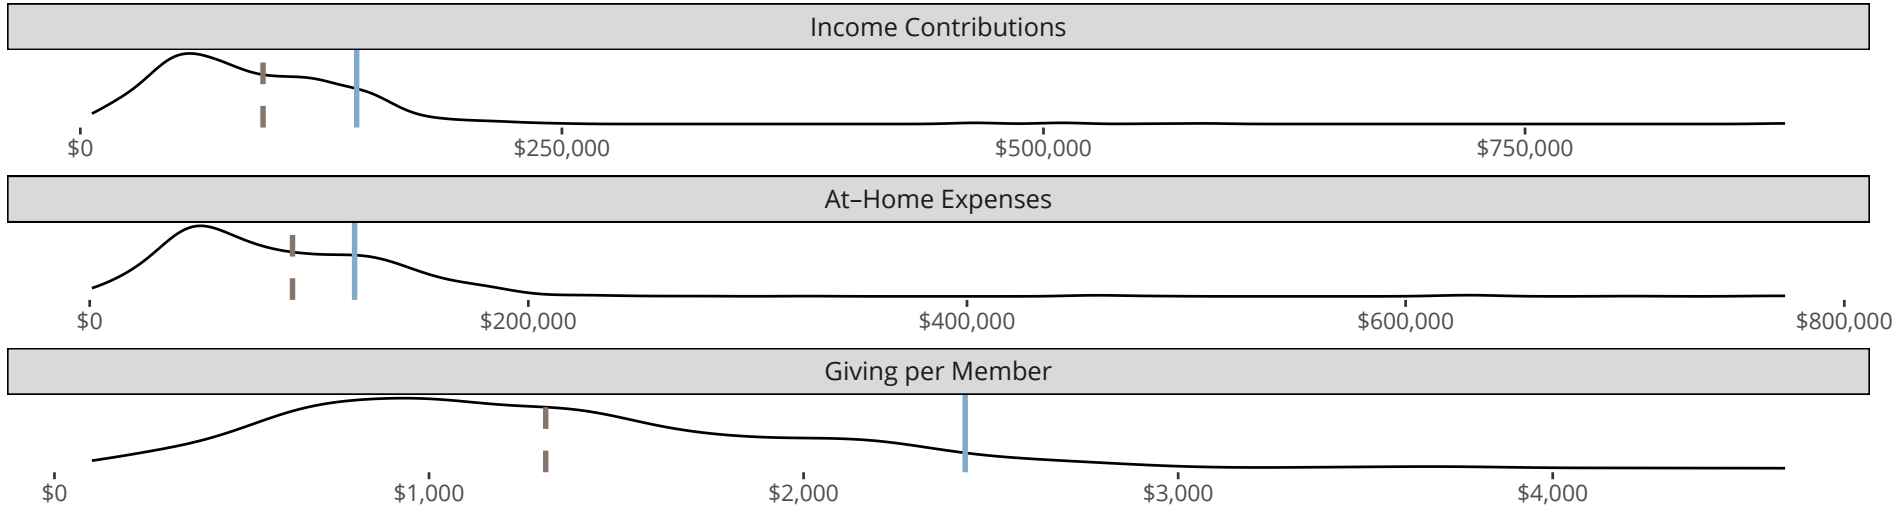 Income Contributions
$0 $250,000 $500,000 $750,000
At–Home Expenses
$0 $200,000 $400,000 $600,000 $800,000
Giving per Member
$0 $1,000 $2,000 $3,000 $4,000